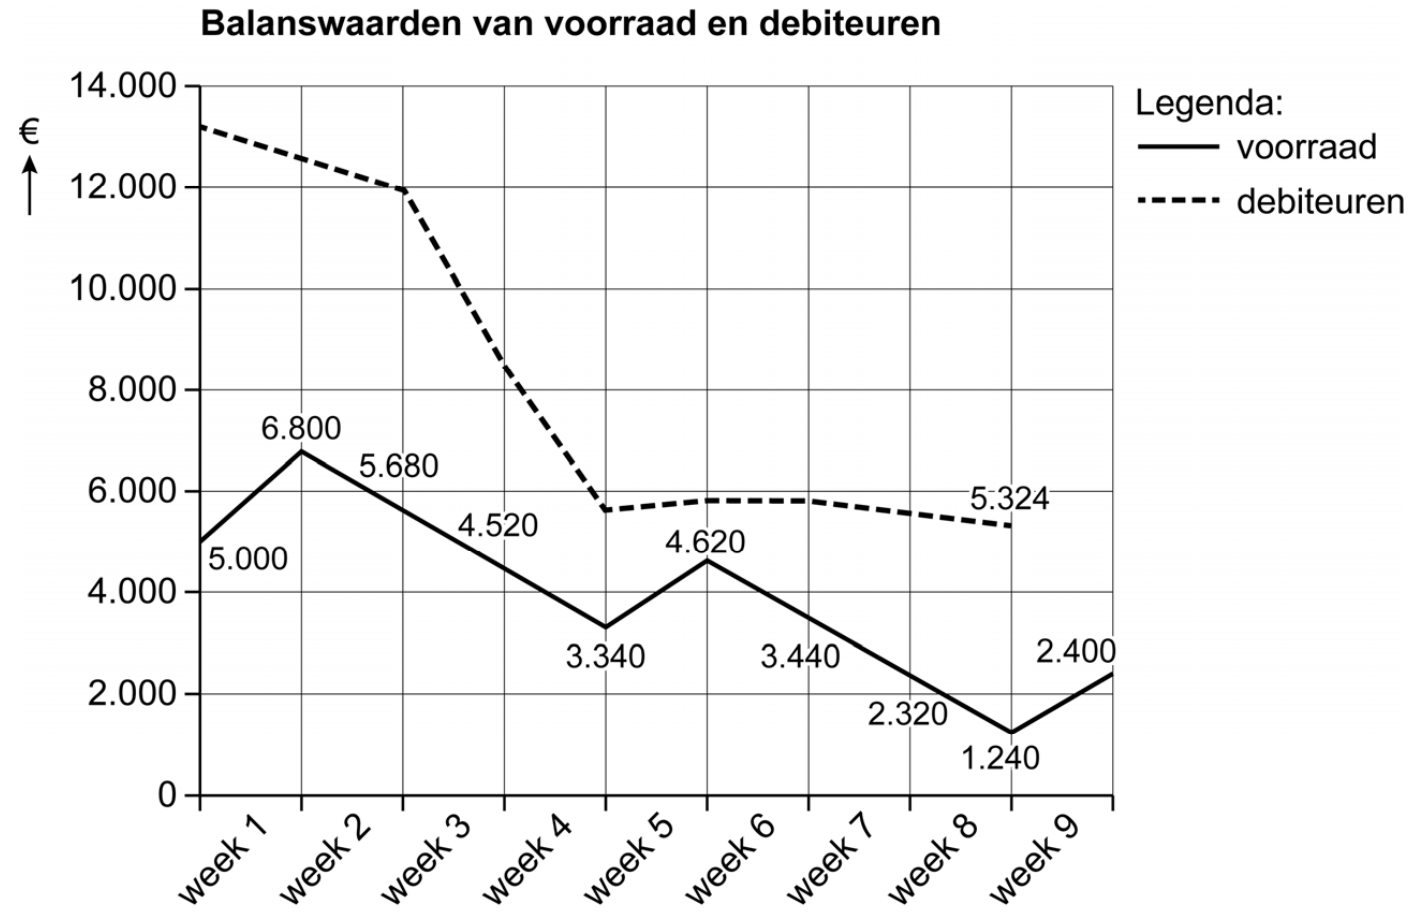 Balanswaarden van voorraad en debiteuren
€
14.000
12.000
10.000
8.000
6.000
4.000
2.000
0
5.000
6.800
5.680
4.520
3.340
4.620
3.440
2.320
1.240
2.400
5.324
week 1
week 2
week 3
week 4
week 5
week 6
week 7
week 8
week 9
Legenda:
voorraad
debiteuren